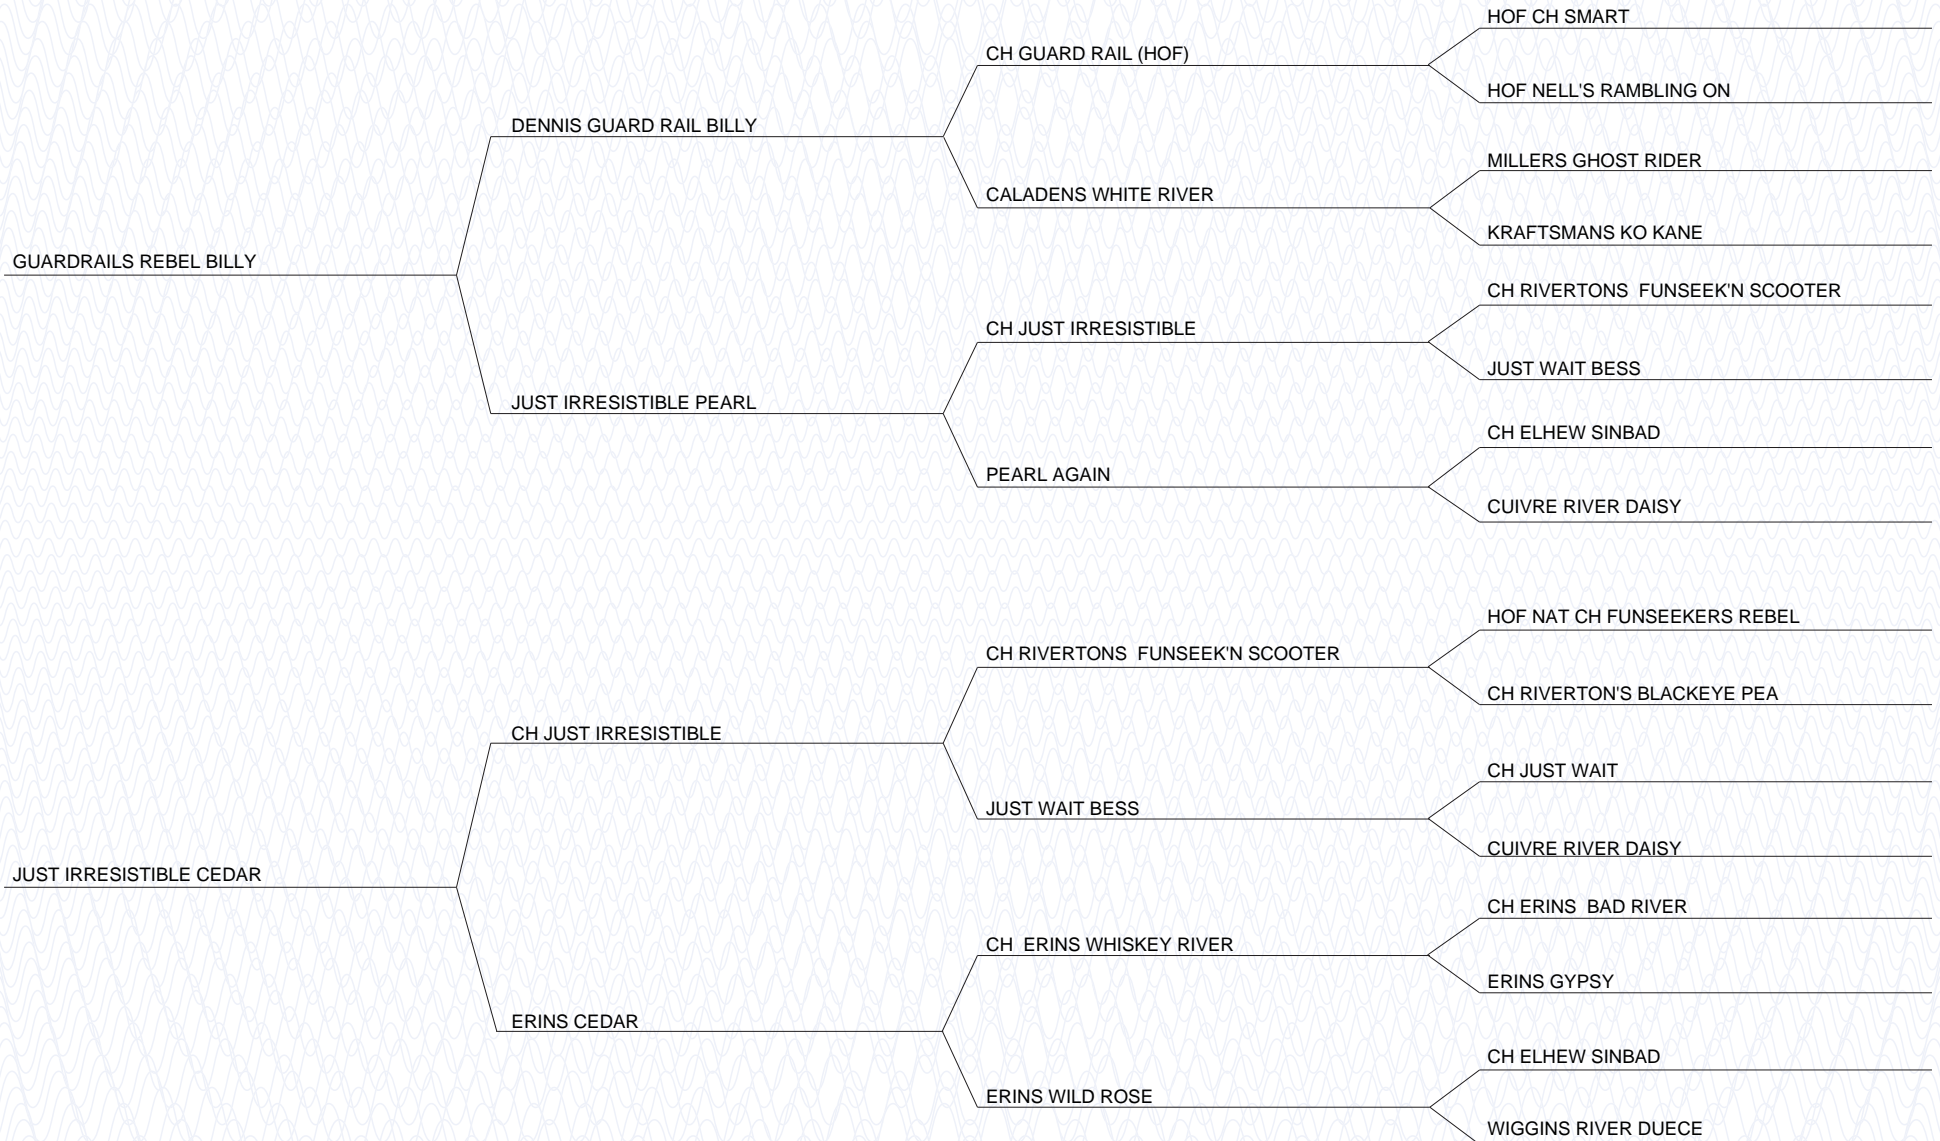 GUARDRAILS REBEL BILLY
DENNIS GUARD RAIL BILLY
CH GUARD RAIL (HOF)
HOF CH SMART
HOF NELL'S RAMBLING ON
CALADENS WHITE RIVER
MILLERS GHOST RIDER
KRAFTSMANS KO KANE
JUST IRRESISTIBLE PEARL
CH JUST IRRESISTIBLE
CH RIVERTONS  FUNSEEK'N SCOOTER
JUST WAIT BESS
PEARL AGAIN
CH ELHEW SINBAD
CUIVRE RIVER DAISY
JUST IRRESISTIBLE CEDAR
CH JUST IRRESISTIBLE
CH RIVERTONS  FUNSEEK'N SCOOTER
HOF NAT CH FUNSEEKERS REBEL
CH RIVERTON'S BLACKEYE PEA
JUST WAIT BESS
CH JUST WAIT
CUIVRE RIVER DAISY
ERINS CEDAR
CH  ERINS WHISKEY RIVER
CH ERINS  BAD RIVER
ERINS GYPSY
ERINS WILD ROSE
CH ELHEW SINBAD
WIGGINS RIVER DUECE